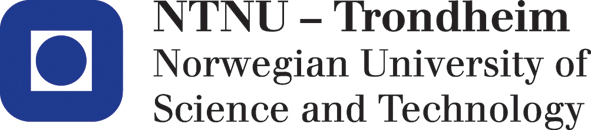 NTNU – Trondheim
Norwegian University of
Science and Technology